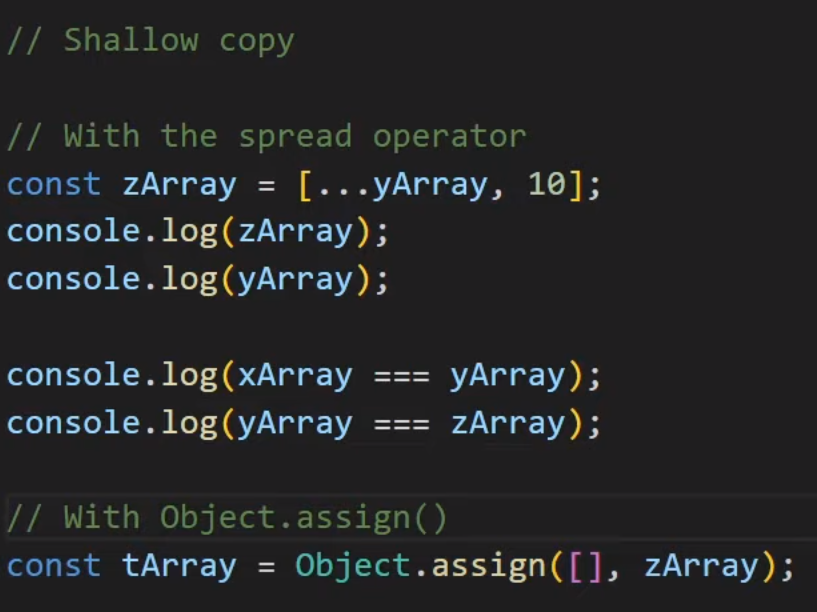 // Shallow copy
// With the spread operator
const zArray = [...yArray, 10];
console.log(zArray);
console.log(yArray);
console.log(xArray === yArray);
console.log(yArray === zArray);
// With Object.assign()
const tArray = Object.assign([], zArray);